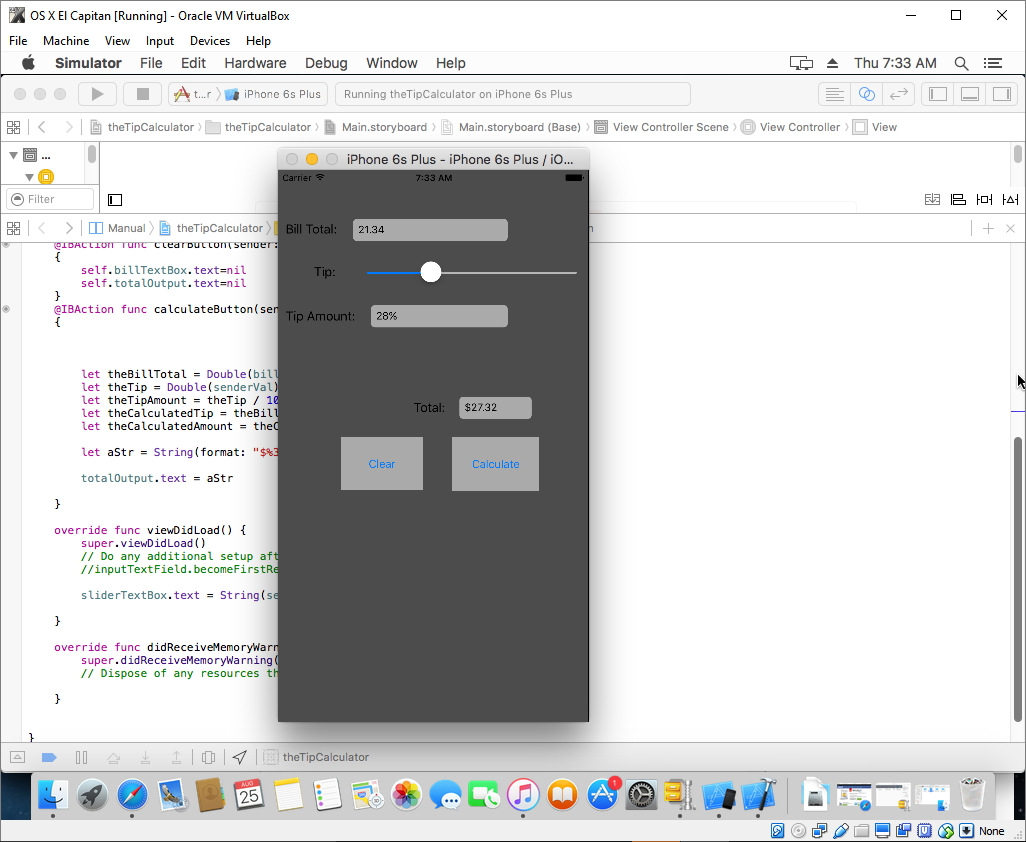 OS X El Capitan [Running] - Oracle VM VirtualBox
File Machine View Input Devices Help
Simulator File Edit Hardware Debug Window Help Thu 7:33 AM
t...r iPhone 6s Plus Running theTipCalculator on iPhone 6s Plus
theTipCalculator theTipCalculator Main.storyboard Main.storyboard (Base) View Controller Scene View Controller View
...
Filter
Manual theTipCalculator
iPhone 6s Plus - iPhone 6s Plus / iO...
Carrier 7:33 AM
Bill Total: 21.34
Tip:
Tip Amount: 28%
Total: $27.32
Clear Calculate
@IBAction func clearButton(sender:
{
self.billTextBox.text=nil
self.totalOutput.text=nil
}
@IBAction func calculateButton(sen
{
let theBillTotal = Double(bill
let theTip = Double(senderVal)
let theTipAmount = theTip / 10
let theCalculatedTip = theBill
let theCalculatedAmount = theC
let aStr = String(format: "$%3
totalOutput.text = aStr
}
override func viewDidLoad() {
super.viewDidLoad()
// Do any additional setup aft
//inputTextField.becomeFirstRe
sliderTextBox.text = String(se
}
override func didReceiveMemoryWarn
super.didReceiveMemoryWarning(
// Dispose of any resources th
}
}
theTipCalculator
AUG
25
1
None